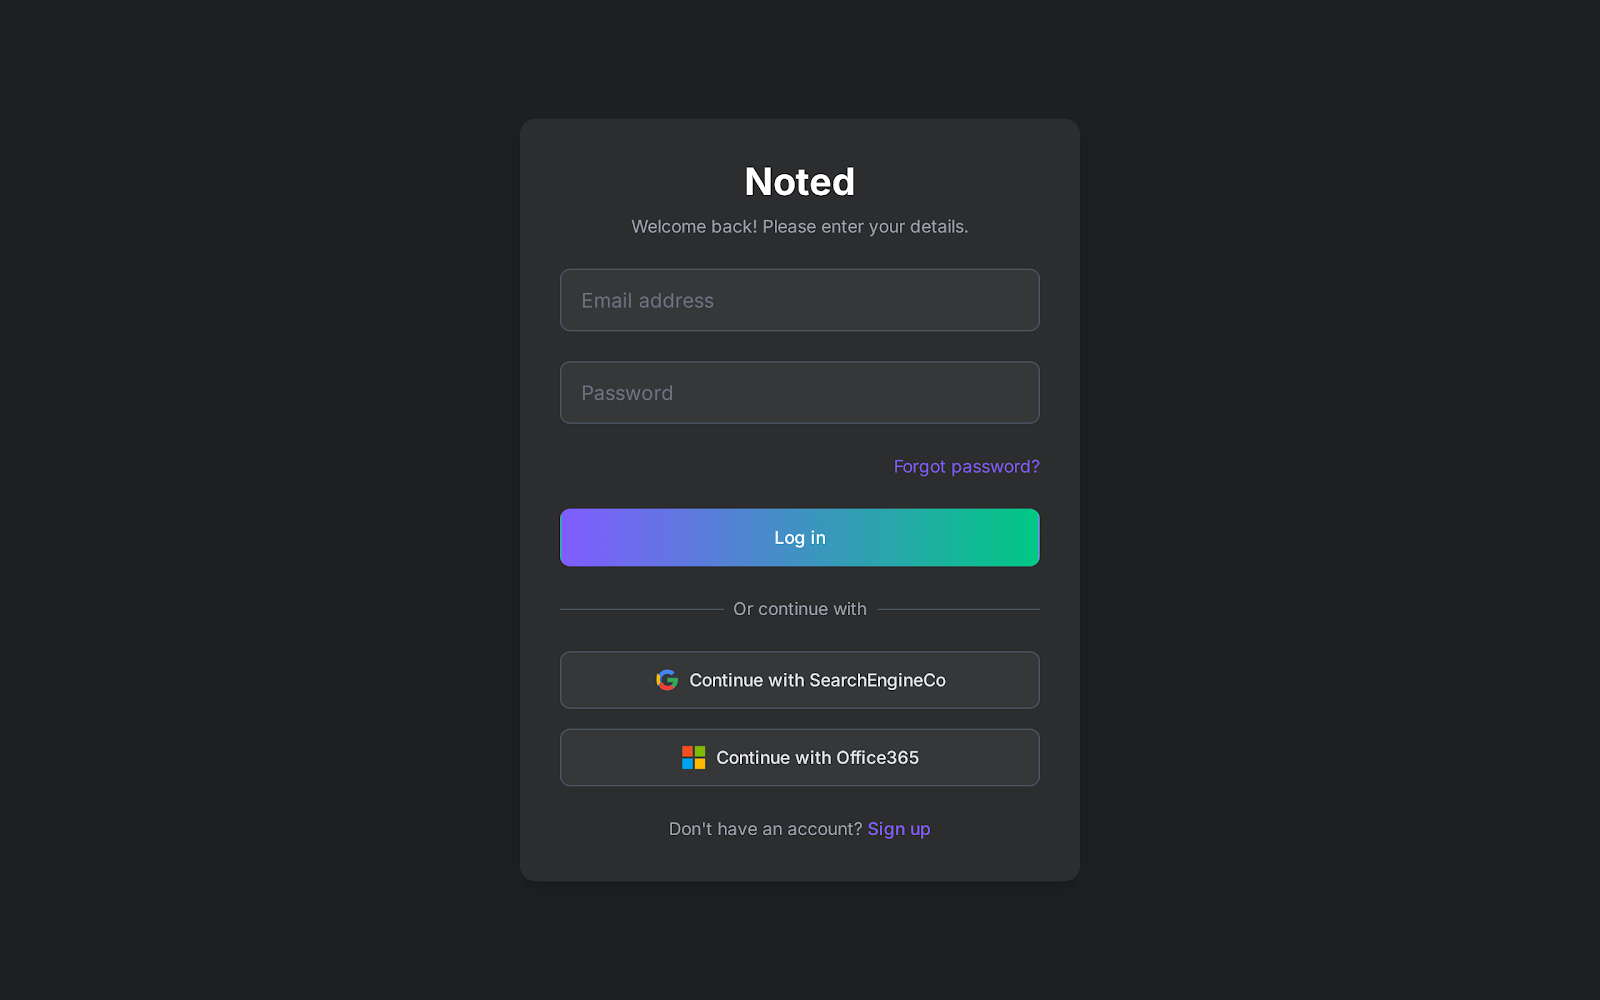 Noted
Welcome back! Please enter your details.
Email address
Password
Forgot password?
Log in
Or continue with
Continue with SearchEngineCo
Continue with Office365
Don't have an account? Sign up